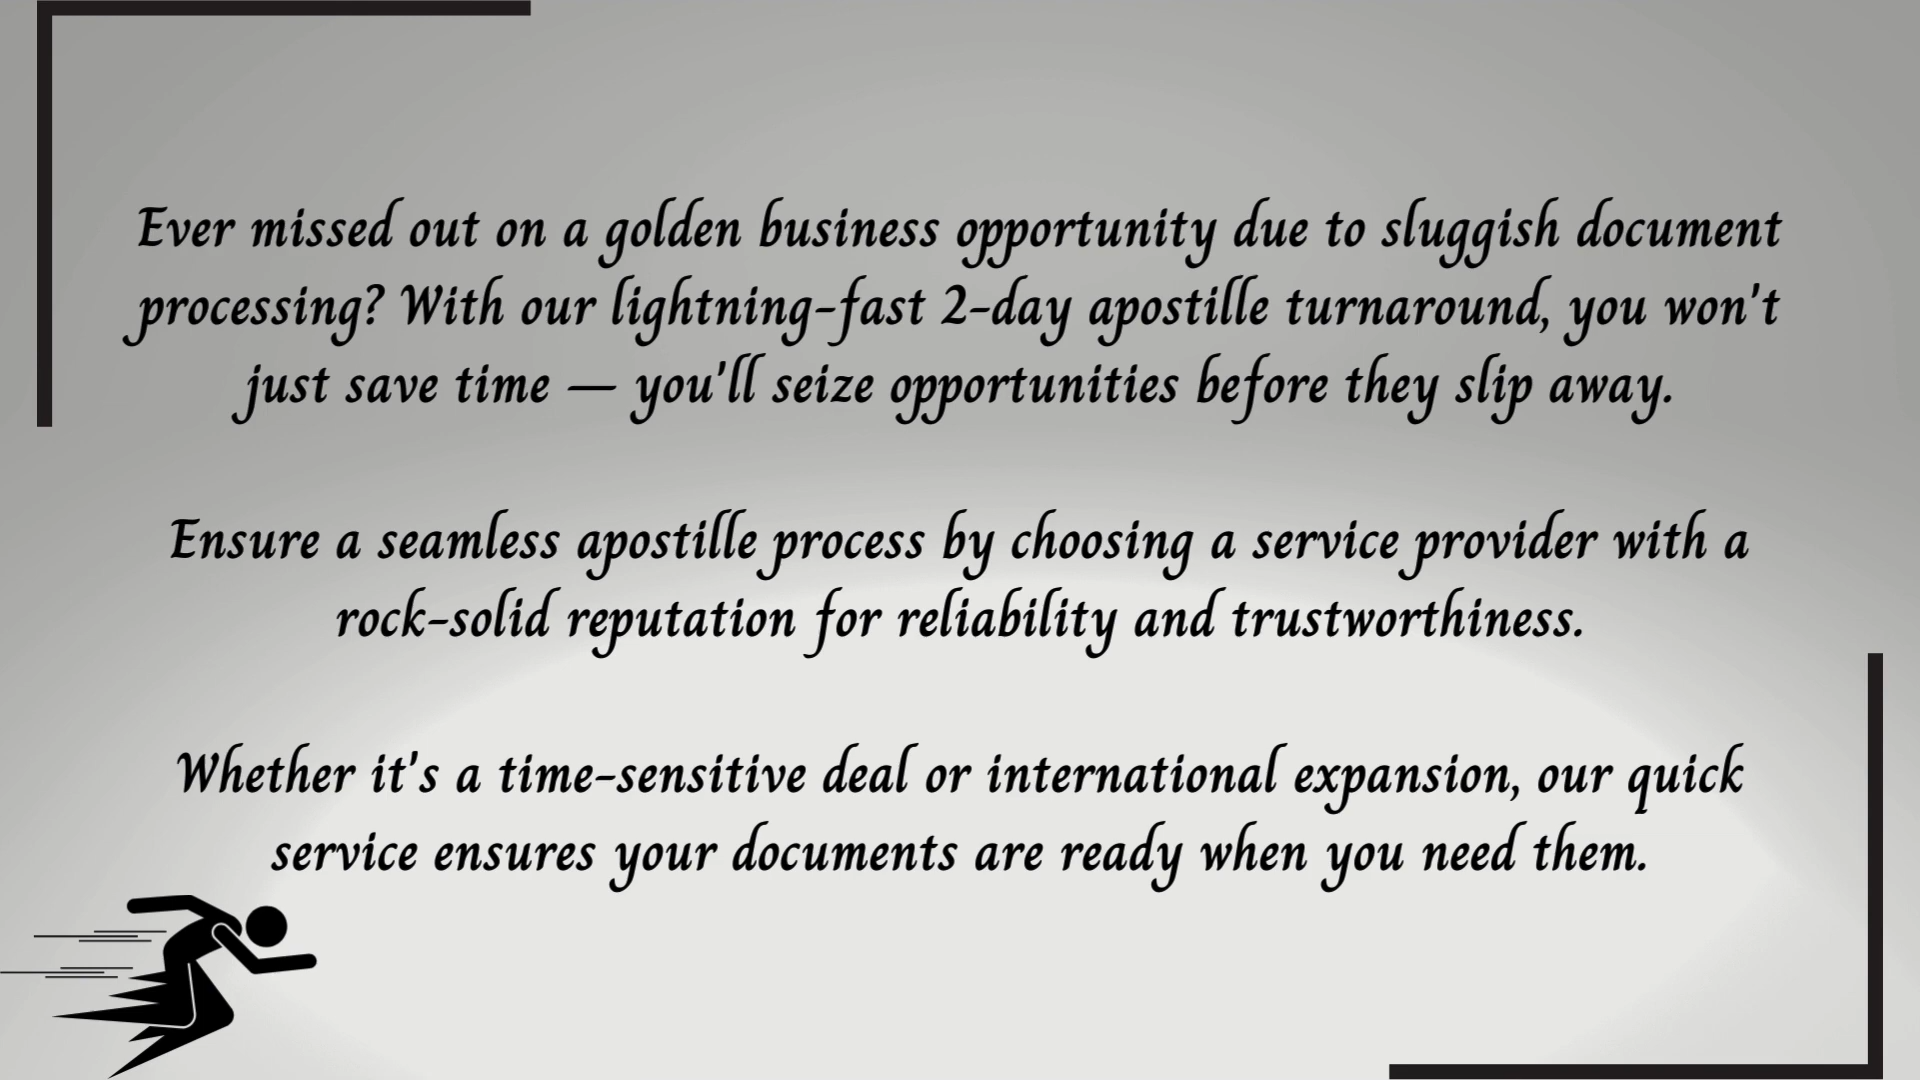 Ever missed out on a golden business opportunity due to sluggish document
processing? With our lightning-fast 2-day apostille turnaround, you won't
just save time — you'll seize opportunities before they slip away.
Ensure a seamless apostille process by choosing a service provider with a
rock-solid reputation for reliability and trustworthiness.
Whether it's a time-sensitive deal or international expansion, our quick
service ensures your documents are ready when you need them.